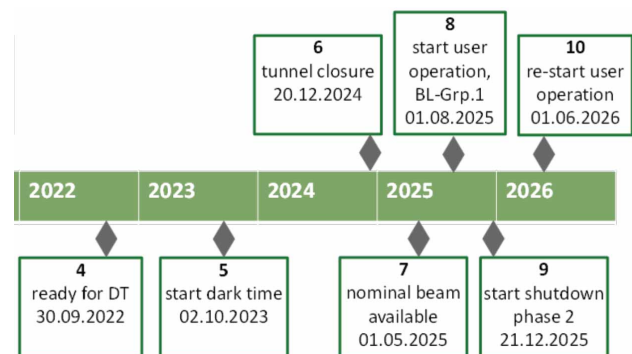 6
tunnel closure
20.12.2024
8
start user
operation,
BL-Grp.1
01.08.2025
10
re-start user
operation
01.06.2026
2022
2023
2024
2025
2026
4
ready for DT
30.09.2022
5
start dark time
02.10.2023
7
nominal beam
available
01.05.2025
9
start shutdown
phase 2
21.12.2025